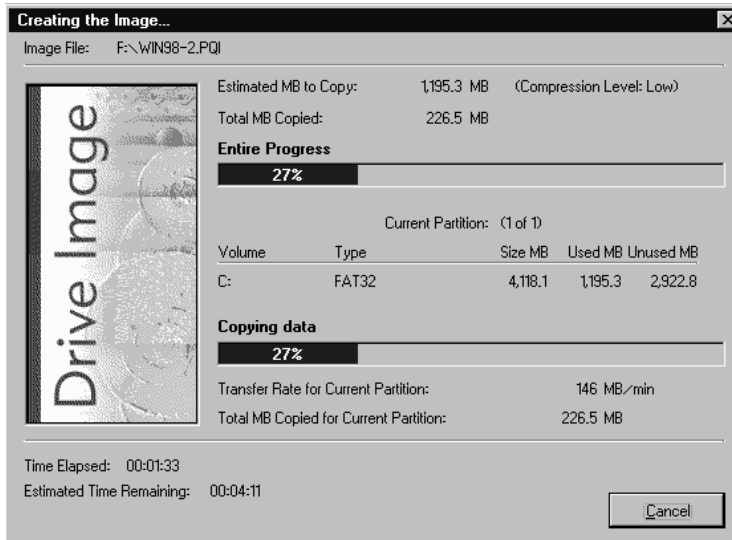 Creating the Image...
Image File: F:\WIN98-2.PQI
Drive Image
Estimated MB to Copy: 1,195.3 MB (Compression Level: Low)
Total MB Copied: 226.5 MB
Entire Progress
27%
Current Partition: (1 of 1)
Volume Type Size MB Used MB Unused MB
C: FAT32 4,118.1 1,195.3 2,922.8
Copying data
27%
Transfer Rate for Current Partition: 146 MB/min
Total MB Copied for Current Partition: 226.5 MB
Time Elapsed: 00:01:33
Estimated Time Remaining: 00:04:11
Cancel